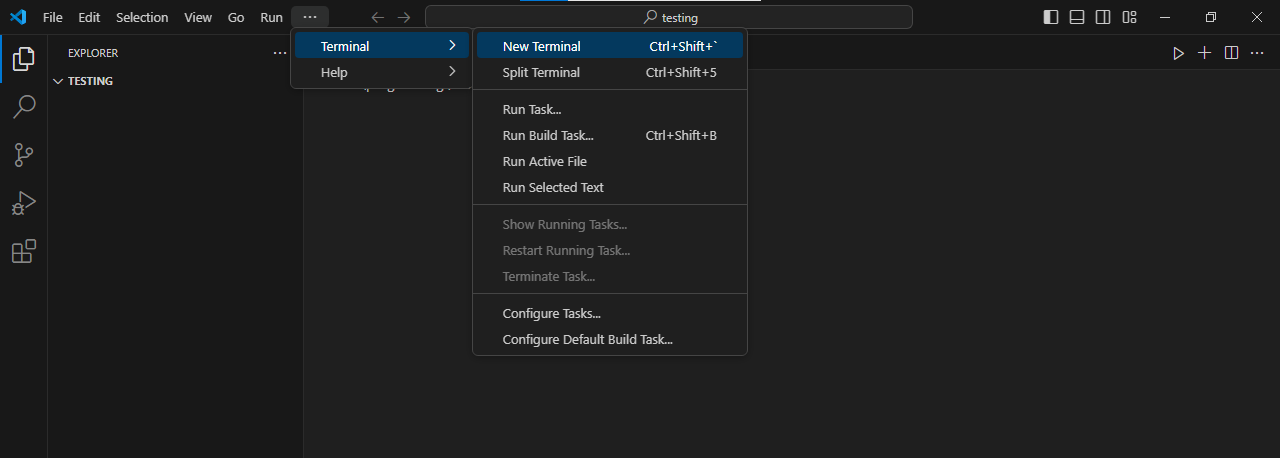 File Edit Selection View Go Run ··· testing
Terminal
Help
New Terminal Ctrl+Shift+`
Split Terminal Ctrl+Shift+5
Run Task...
Run Build Task... Ctrl+Shift+B
Run Active File
Run Selected Text
Show Running Tasks...
Restart Running Task...
Terminate Task...
Configure Tasks...
Configure Default Build Task...
EXPLORER ···
TESTING